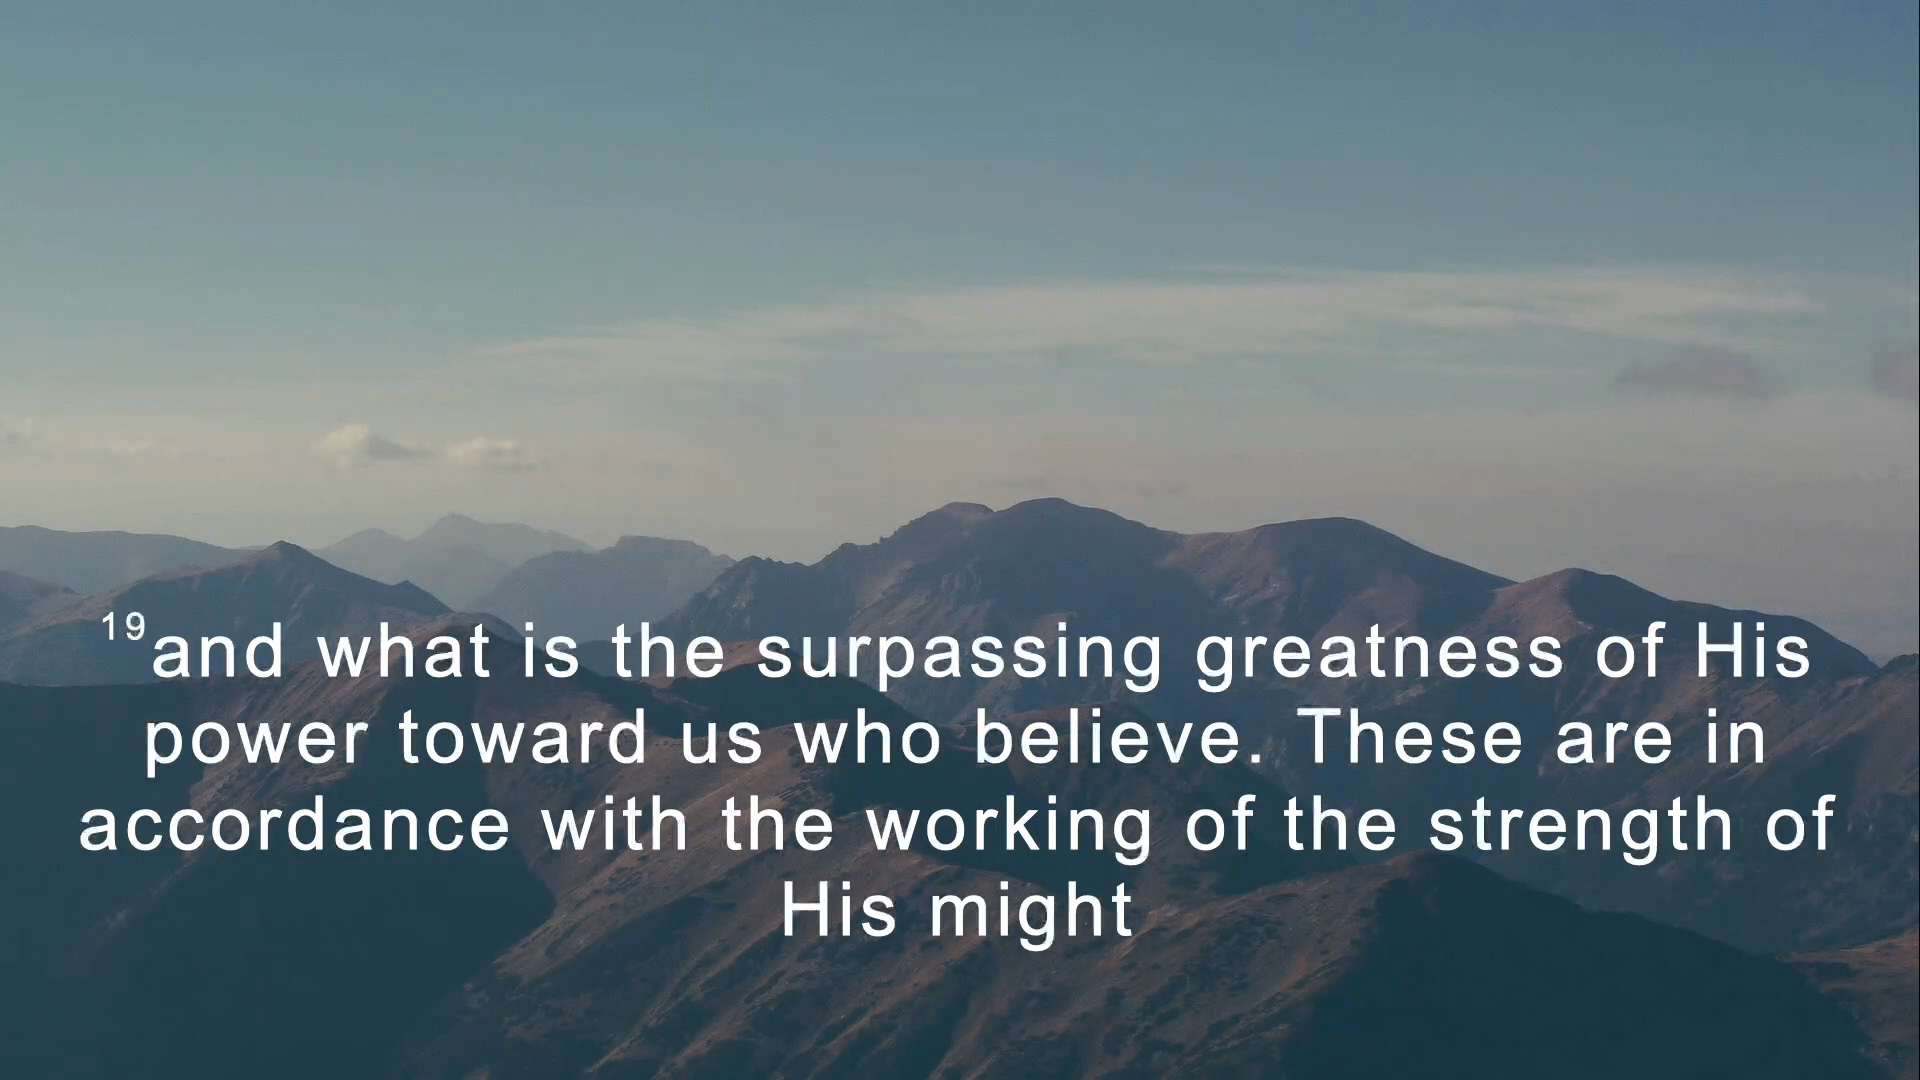 19and what is the surpassing greatness of His
power toward us who believe. These are in
accordance with the working of the strength of
His might